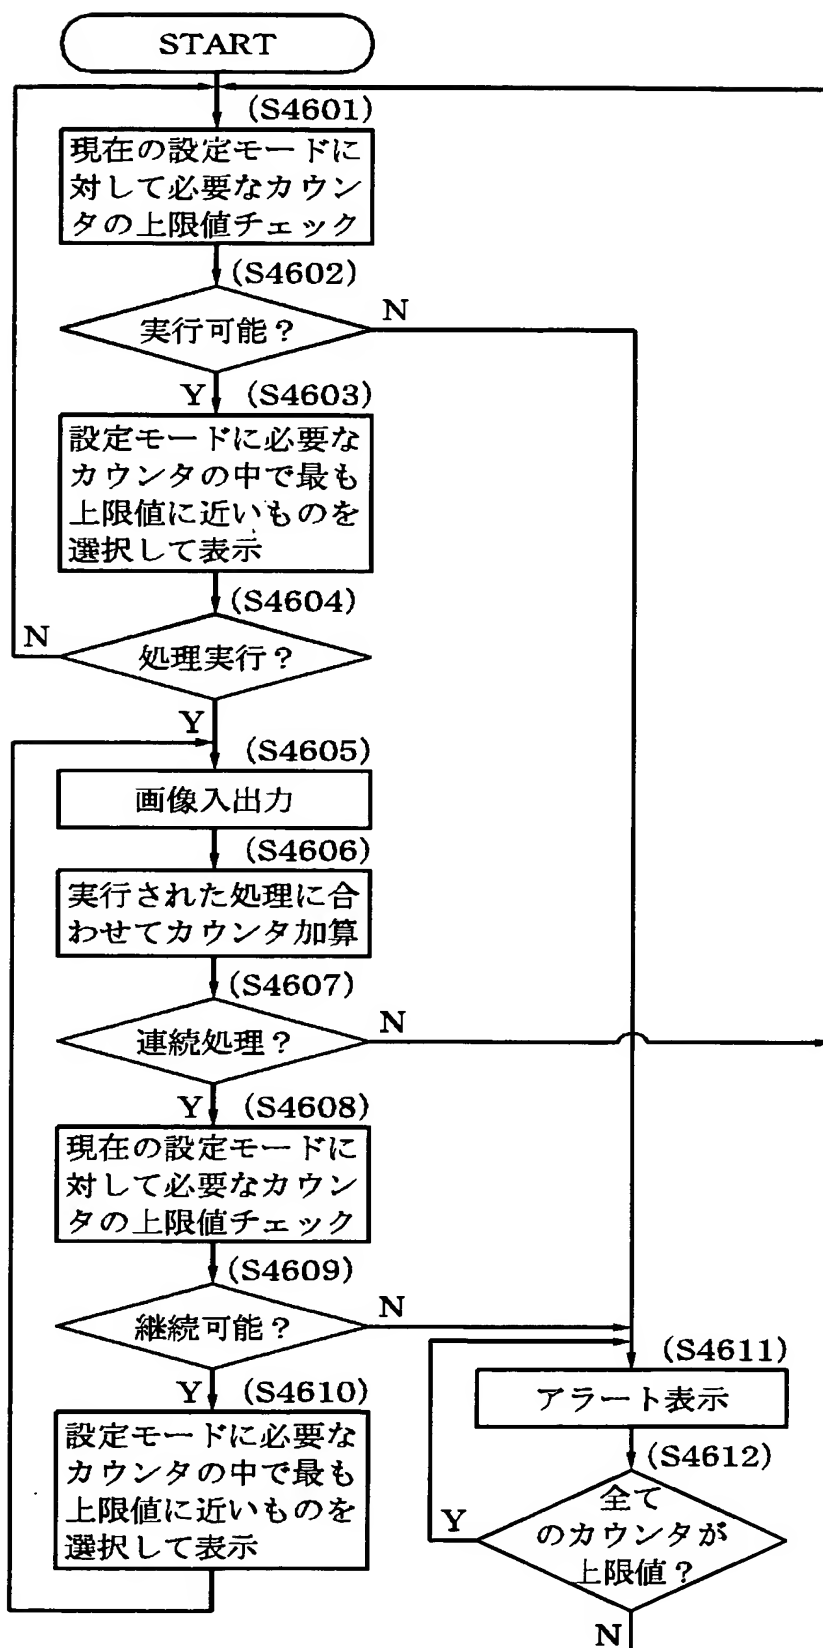 START
(S4601)
現在の設定モードに
対して必要なカウン
タの上限値チェック
(S4602)
実行可能?
N
Y
(S4603)
設定モードに必要な
カウンタの中で最も
上限値に近いものを
選択して表示
(S4604)
処理実行?
N
Y
(S4605)
画像入出力
(S4606)
実行された処理に合
わせてカウンタ加算
(S4607)
連続処理?
N
Y
(S4608)
現在の設定モードに
対して必要なカウン
タの上限値チェック
(S4609)
継続可能?
N
Y
(S4610)
設定モードに必要な
カウンタの中で最も
上限値に近いものを
選択して表示
(S4611)
アラート表示
(S4612)
全て
のカウンタが
上限値?
Y
N